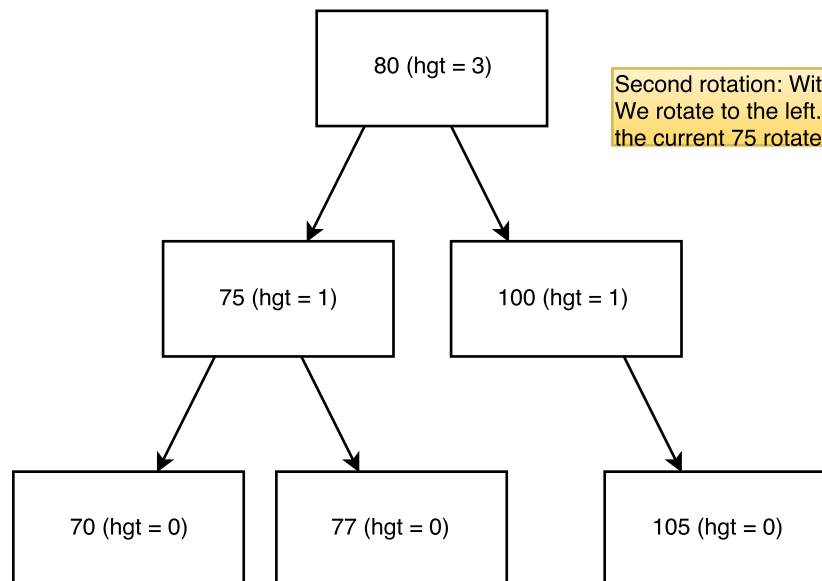 80 (hgt = 3)
Second rotation: Wit
We rotate to the left.
the current 75 rotate
75 (hgt = 1)
100 (hgt = 1)
70 (hgt = 0)
77 (hgt = 0)
105 (hgt = 0)